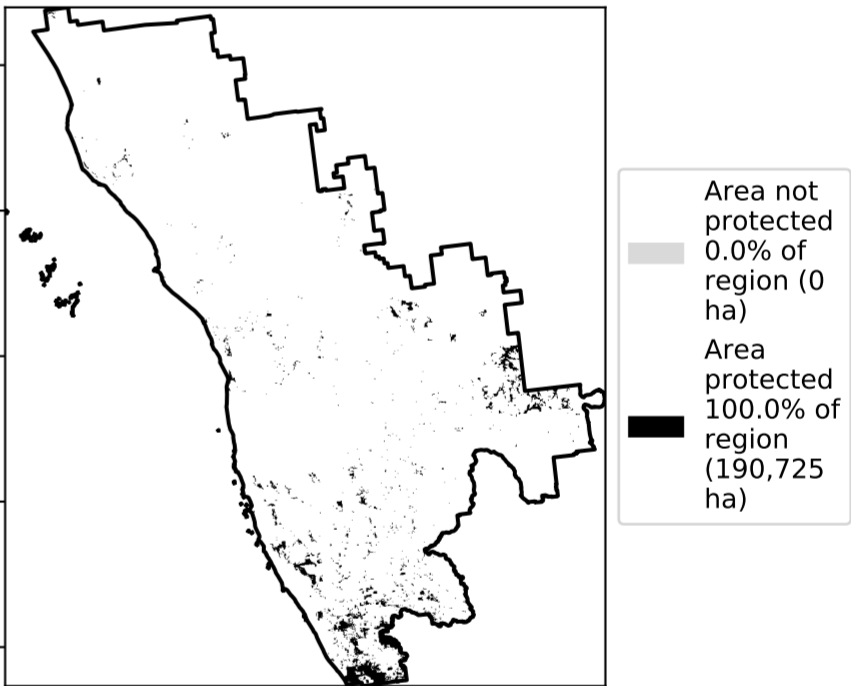 Area not
protected
0.0% of
region (0
ha)
Area
protected
100.0% of
region
(190,725
ha)